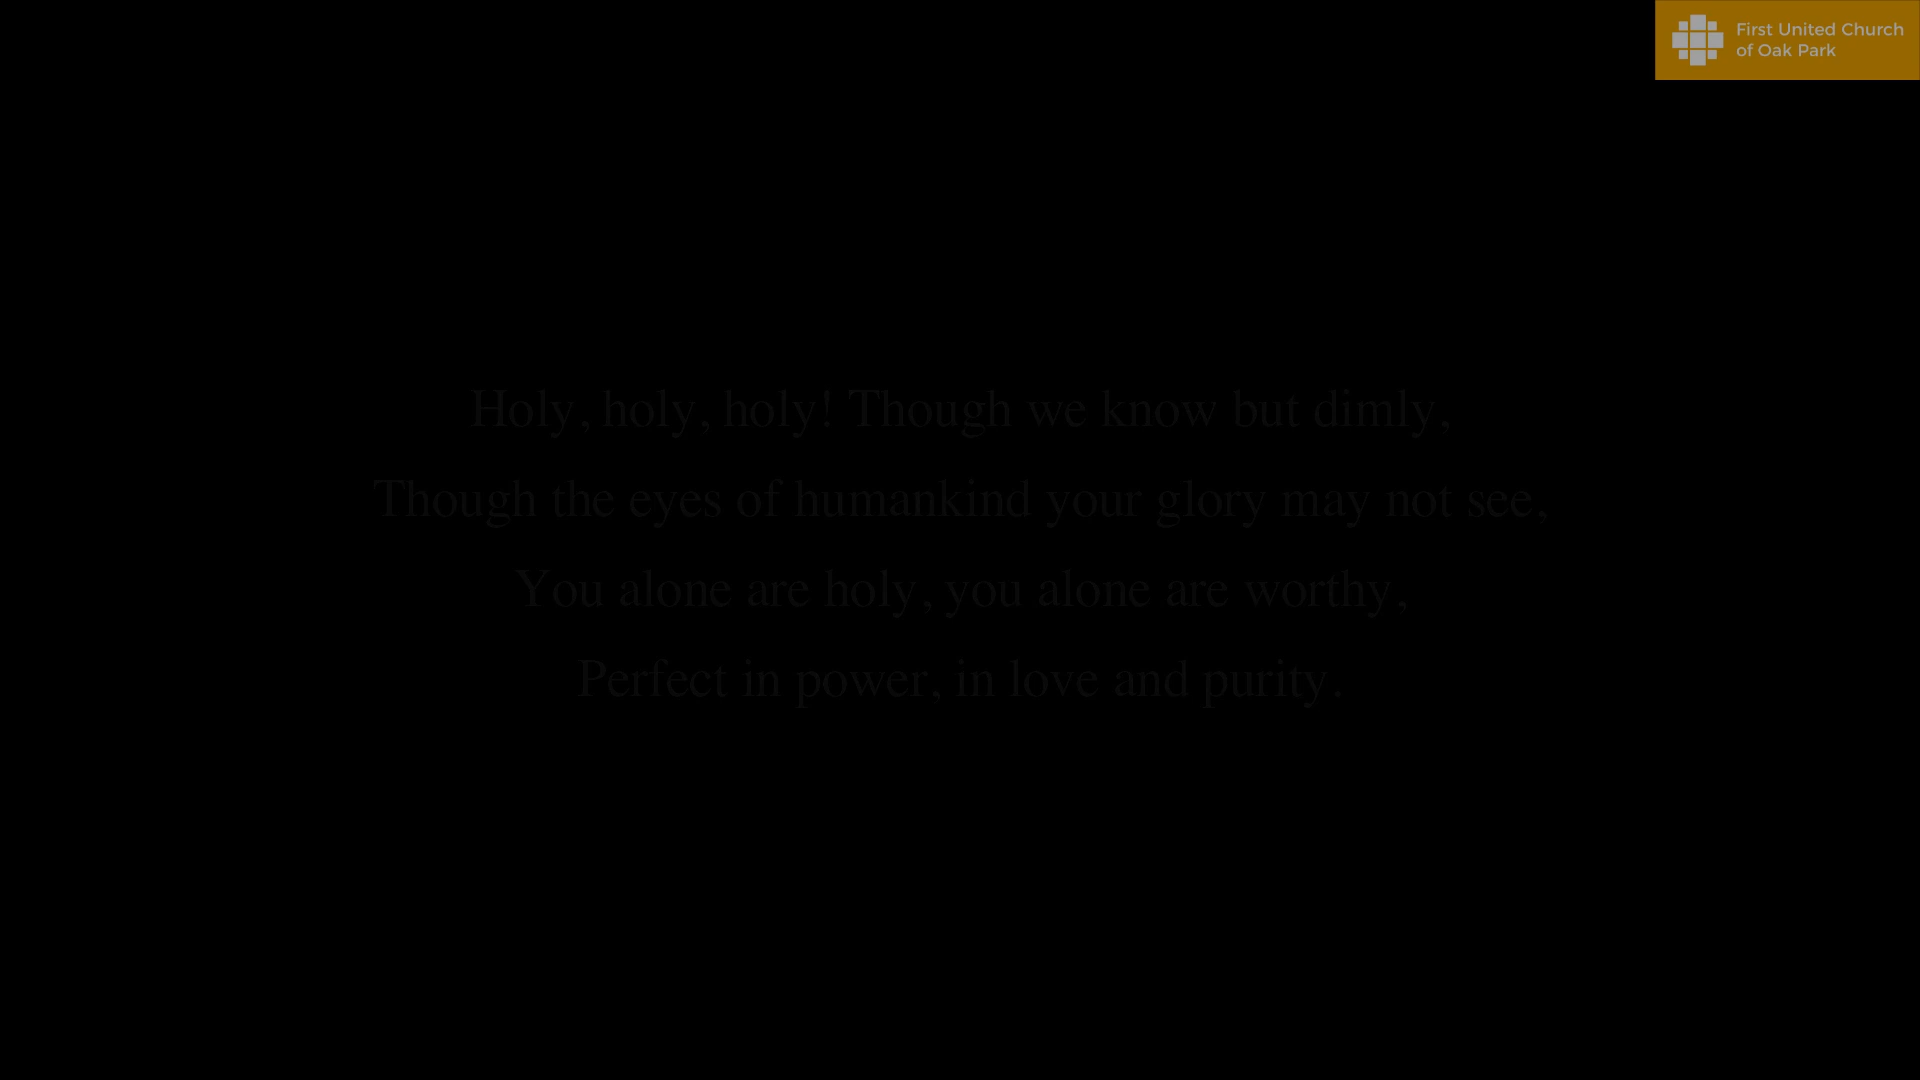 First United Church
of Oak Park
Holy, holy, holy! Though we know but dimly,
Though the eyes of humankind your glory may not see,
You alone are holy, you alone are worthy,
Perfect in power, in love and purity.